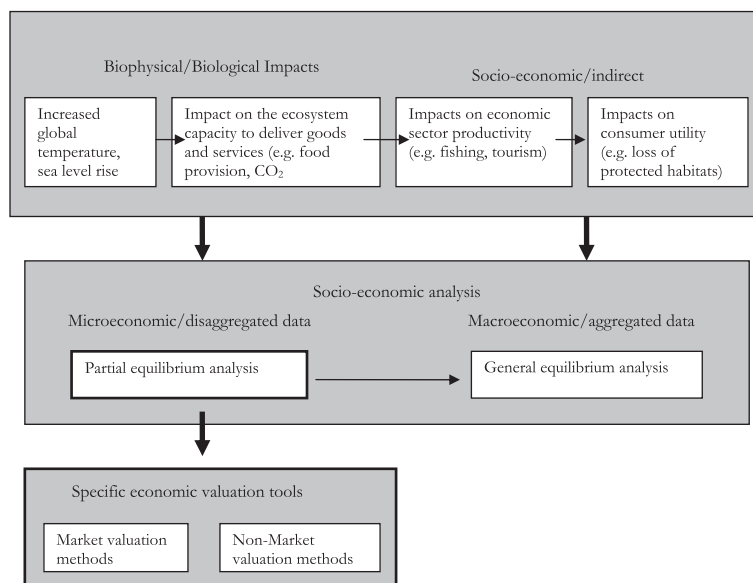 Biophysical/Biological Impacts
Socio-economic/indirect
Increased
global
temperature,
sea level rise
Impact on the ecosystem
capacity to deliver goods
and services (e.g. food
provision, CO₂
Impacts on economic
sector productivity
(e.g. fishing, tourism)
Impacts on
consumer utility
(e.g. loss of
protected habitats)
Socio-economic analysis
Microeconomic/disaggregated data
Macroeconomic/aggregated data
Partial equilibrium analysis
General equilibrium analysis
Specific economic valuation tools
Market valuation
methods
Non-Market
valuation methods